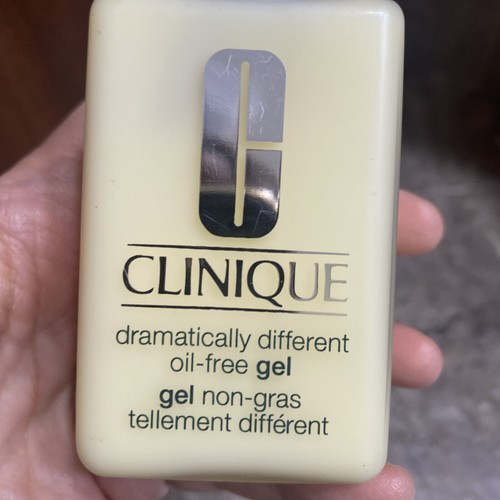 CLINIQUE
dramatically different
oil-free gel
gel non-gras
tellement différent